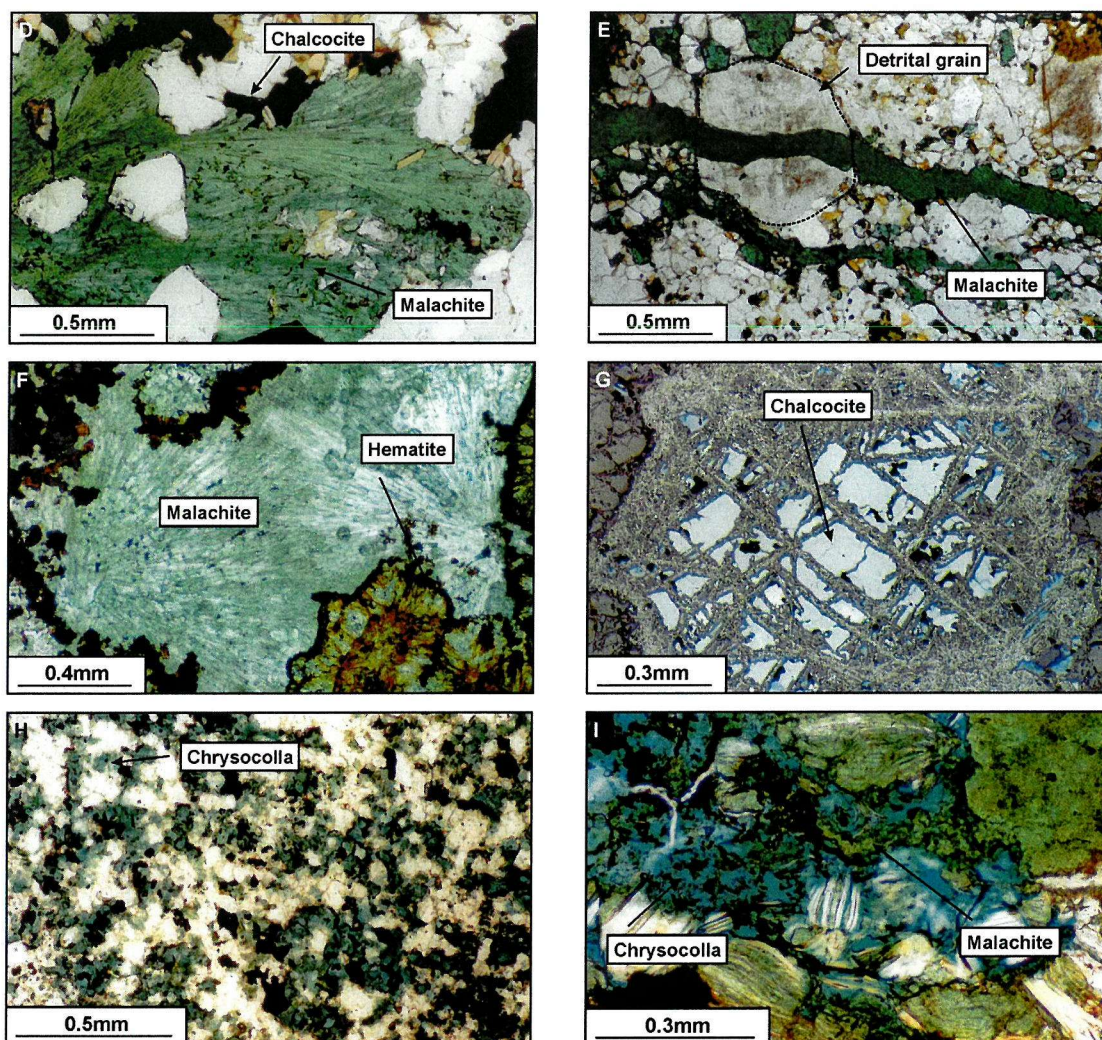 D
Chalcocite
Malachite
0.5mm
E
Detrital grain
Malachite
0.5mm
F
Hematite
Malachite
0.4mm
G
Chalcocite
0.3mm
H
Chrysocolla
0.5mm
I
Chrysocolla
Malachite
0.3mm